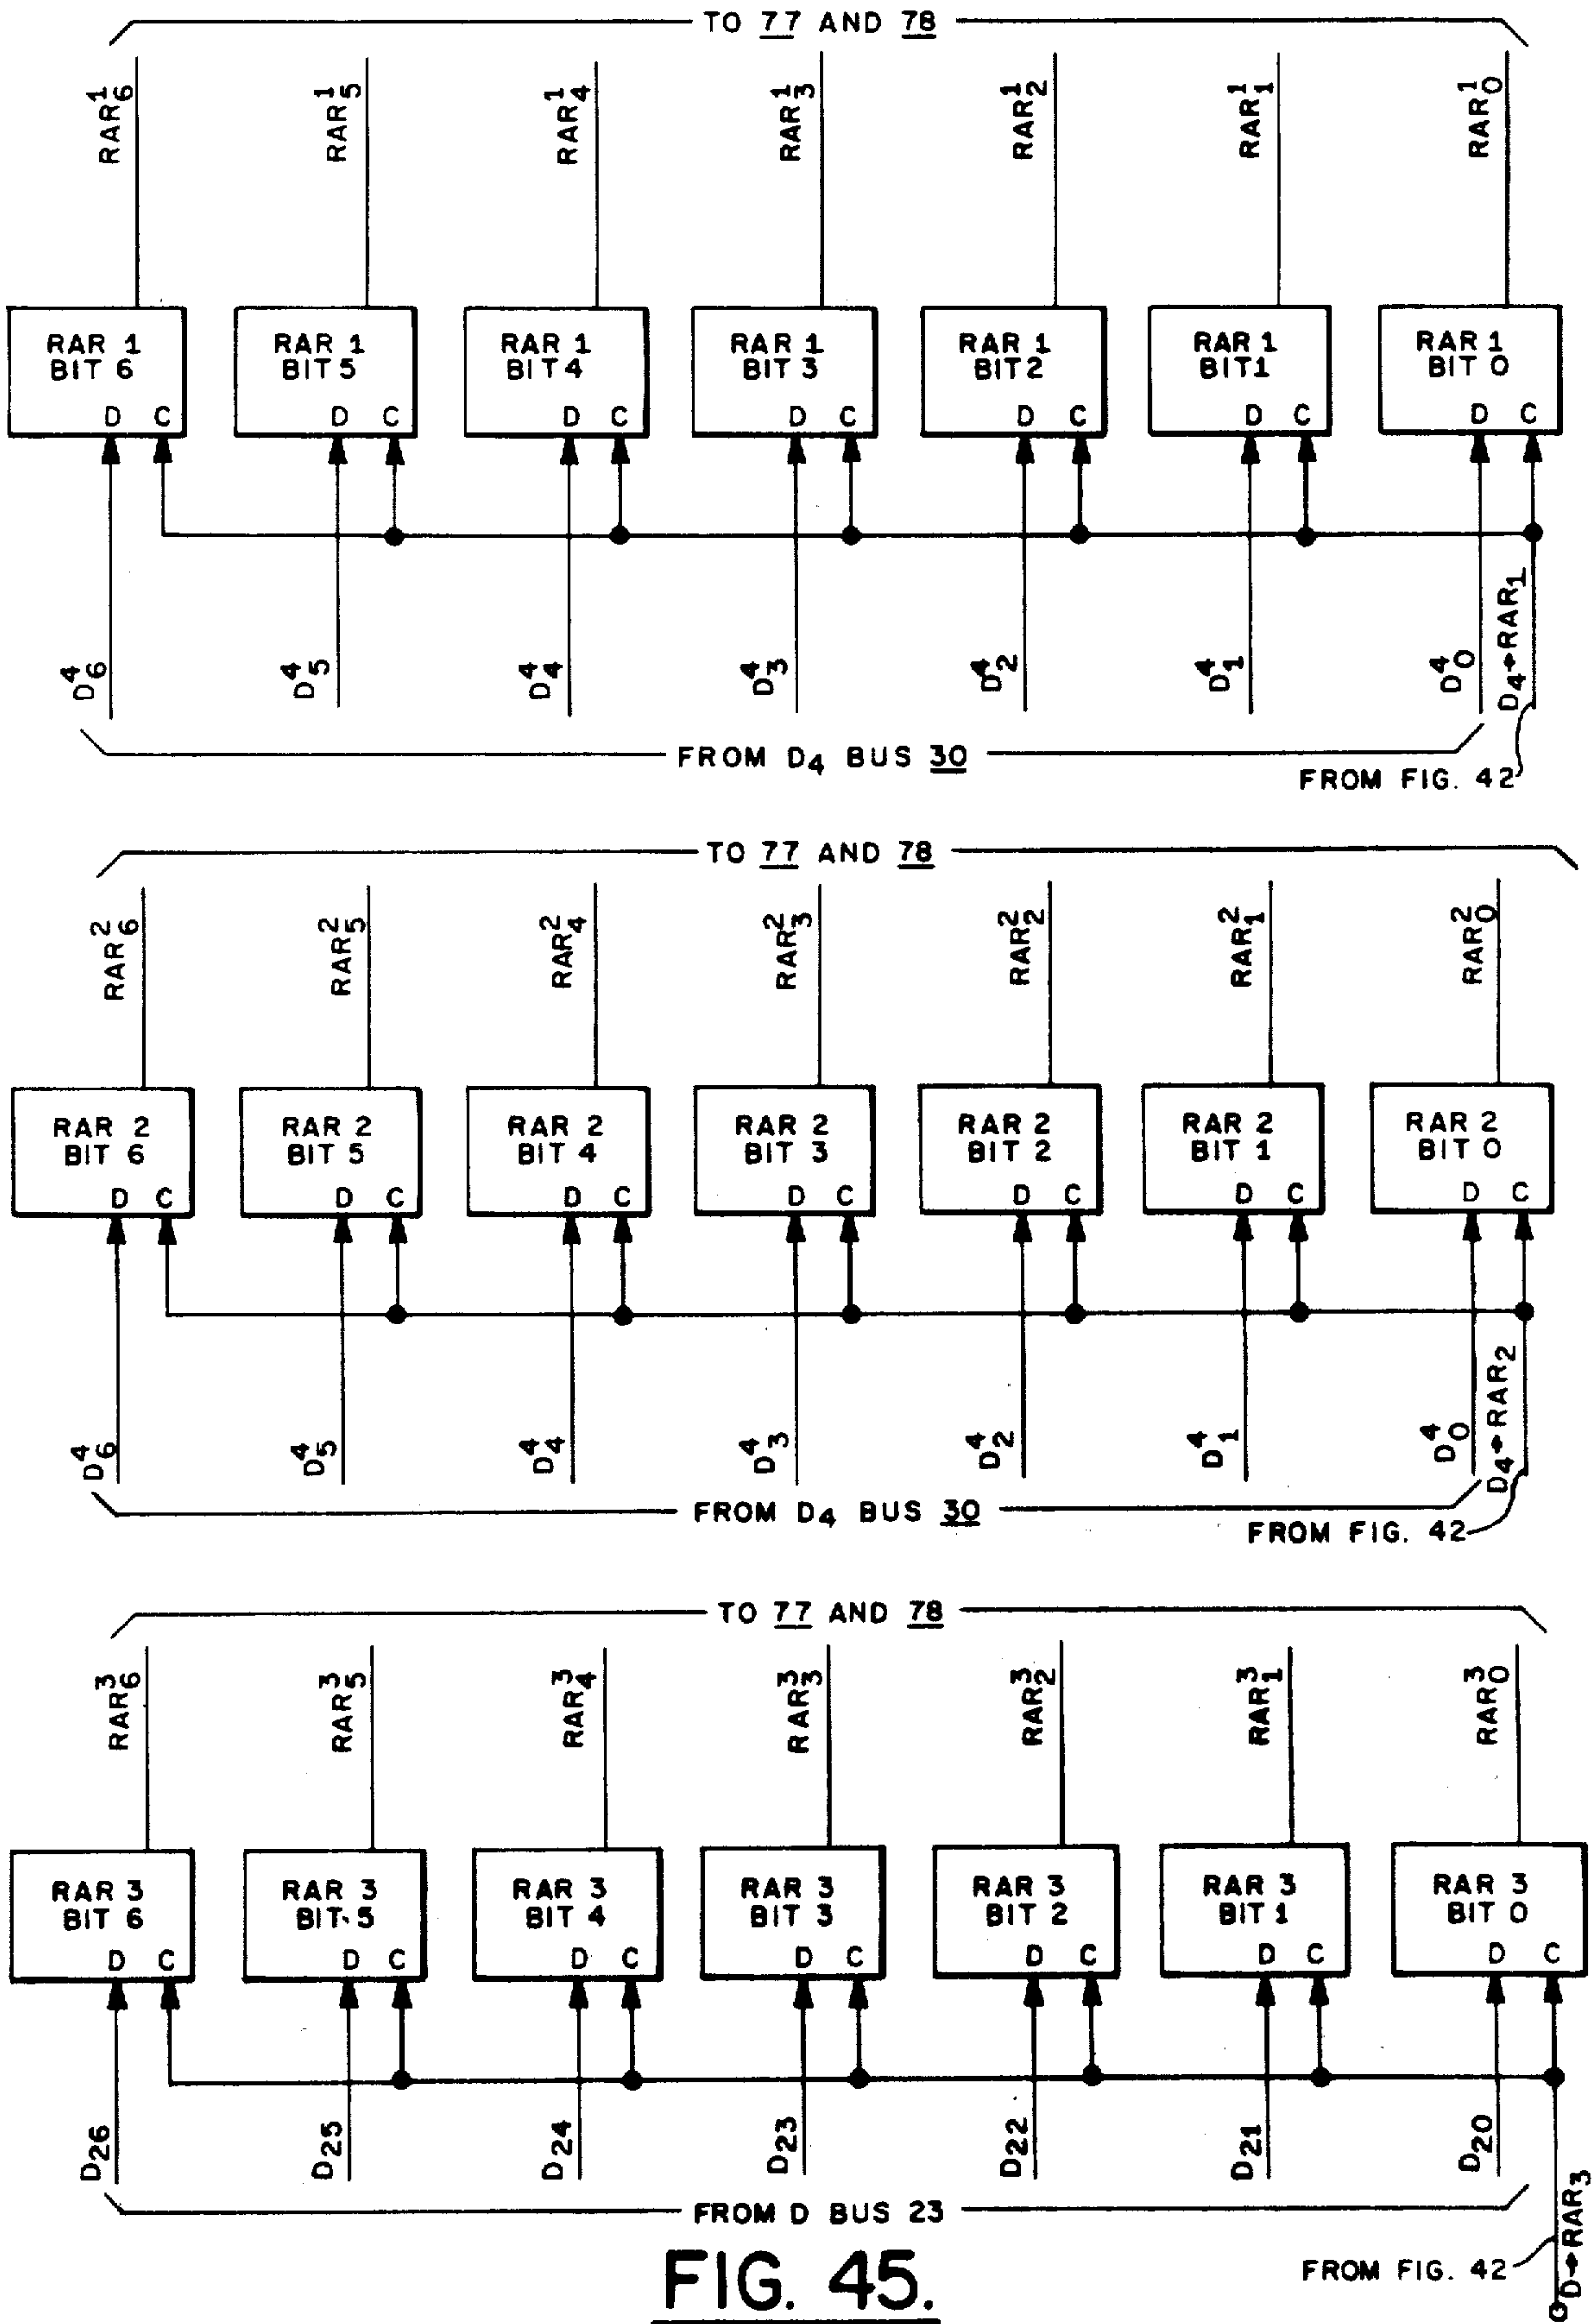 TO 77 AND 78
RAR¹₆ RAR¹₅ RAR¹₄ RAR¹₃ RAR¹₂ RAR¹₁ RAR¹₀
RAR 1 RAR 1 RAR 1 RAR 1 RAR 1 RAR 1 RAR 1
BIT 6 BIT 5 BIT 4 BIT 3 BIT 2 BIT 1 BIT 0
D C D C D C D C D C D C D C
D⁴₆ D⁴₅ D⁴₄ D⁴₃ D⁴₂ D⁴₁ D⁴₀ D₄→RAR₁
FROM D₄ BUS 30
FROM FIG. 42
TO 77 AND 78
RAR²₆ RAR²₅ RAR²₄ RAR²₃ RAR²₂ RAR²₁ RAR²₀
RAR 2 RAR 2 RAR 2 RAR 2 RAR 2 RAR 2 RAR 2
BIT 6 BIT 5 BIT 4 BIT 3 BIT 2 BIT 1 BIT 0
D C D C D C D C D C D C D C
D⁴₆ D⁴₅ D⁴₄ D⁴₃ D⁴₂ D⁴₁ D⁴₀ D₄→RAR₂
FROM D₄ BUS 30
FROM FIG. 42
TO 77 AND 78
RAR³₆ RAR³₅ RAR³₄ RAR³₃ RAR³₂ RAR³₁ RAR³₀
RAR 3 RAR 3 RAR 3 RAR 3 RAR 3 RAR 3 RAR 3
BIT 6 BIT 5 BIT 4 BIT 3 BIT 2 BIT 1 BIT 0
D C D C D C D C D C D C D C
D₂₆ D₂₅ D₂₄ D₂₃ D₂₂ D₂₁ D₂₀
FROM D BUS 23
FROM FIG. 42 D→RAR₃
FIG. 45.